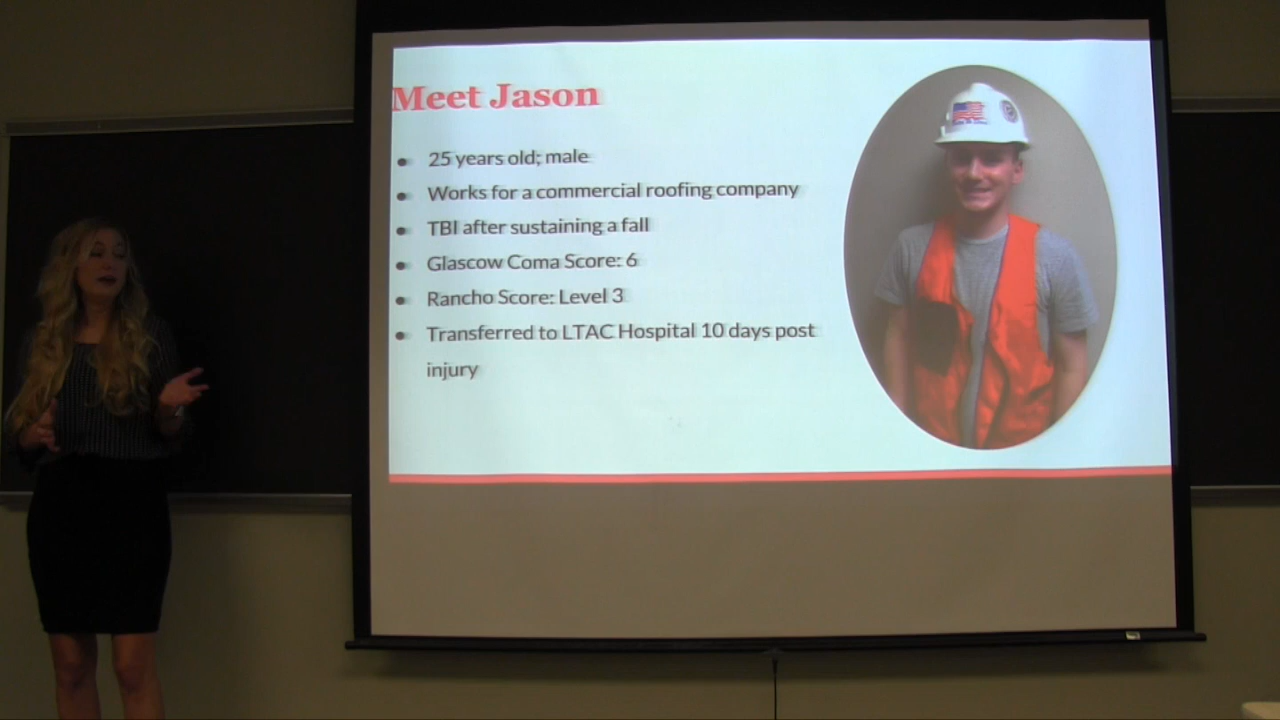 Meet Jason
25 years old; male
Works for a commercial roofing company
TBI after sustaining a fall
Glascow Coma Score: 6
Rancho Score: Level 3
Transferred to LTAC Hospital 10 days post
injury